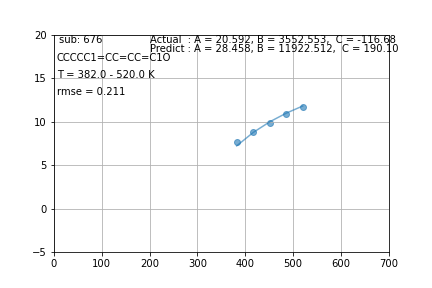 sub: 676
Actual : A = 20.592, B = 3552.553, C = -116.68
Predict : A = 28.458, B = 11922.512, C = 190.10
CCCCC1=CC=CC=C1O
T = 382.0 - 520.0 K
rmse = 0.211
20
15
10
5
0
−5
0 100 200 300 400 500 600 700